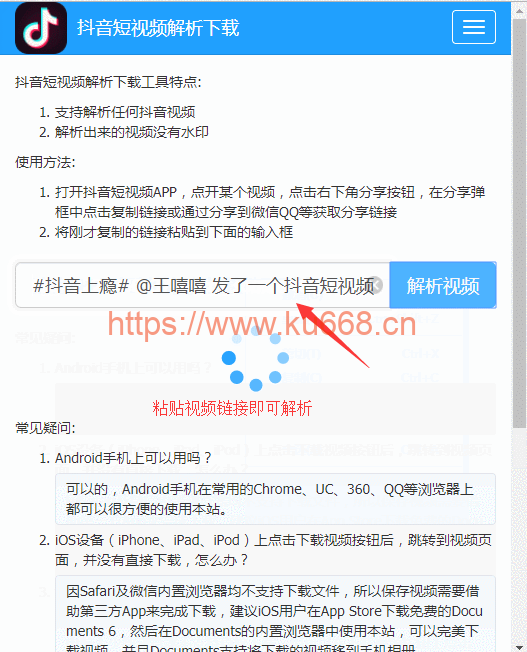 抖音短视频解析下载
抖音短视频解析下载工具特点:
1. 支持解析任何抖音视频
2. 解析出来的视频没有水印
使用方法:
1. 打开抖音短视频APP，点开某个视频，点击右下角分享按钮，在分享弹
框中点击复制链接或通过分享到微信QQ等获取分享链接
2. 将刚才复制的链接粘贴到下面的输入框
#抖音上瘾# @王嘻嘻 发了一个抖音短视频 解析视频
https://www.ku668.cn
粘贴视频链接即可解析
常见疑问:
1. Android手机上可以用吗？
可以的，Android手机在常用的Chrome、UC、360、QQ等浏览器上
都可以很方便的使用本站。
2. iOS设备（iPhone、iPad、iPod）上点击下载视频按钮后，跳转到视频页
面，并没有直接下载，怎么办？
因Safari及微信内置浏览器均不支持下载文件，所以保存视频需要借
助第三方App来完成下载，建议iOS用户在App Store下载免费的Docu
ments 6，然后在Documents的内置浏览器中使用本站，可以完美下
载视频，并且Documents支持将下载的视频移到手机相册